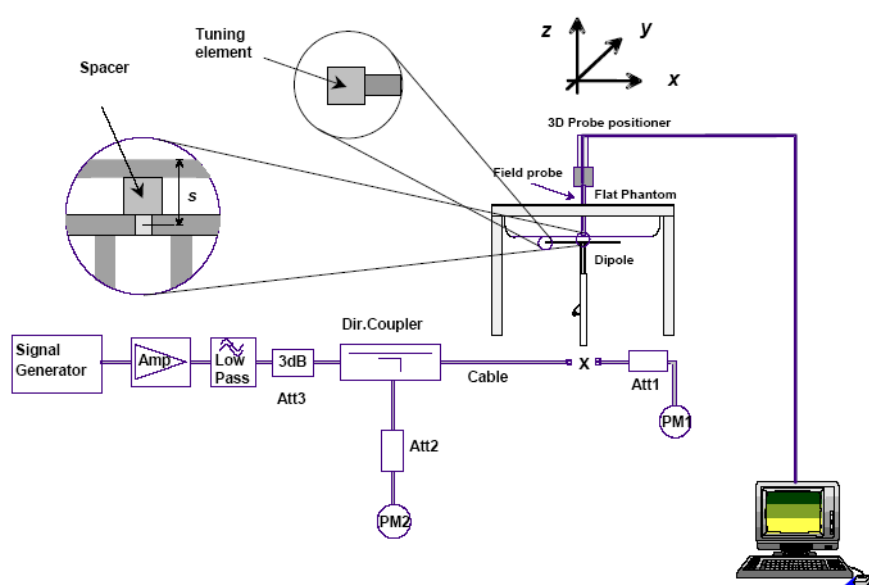 Tuning
element
Spacer
z
y
x
3D Probe positioner
Field probe
Flat Phantom
s
Dipole
Dir.Coupler
Signal
Generator
Amp
Low
Pass
3dB
Att3
Cable
X
Att1
PM1
Att2
PM2